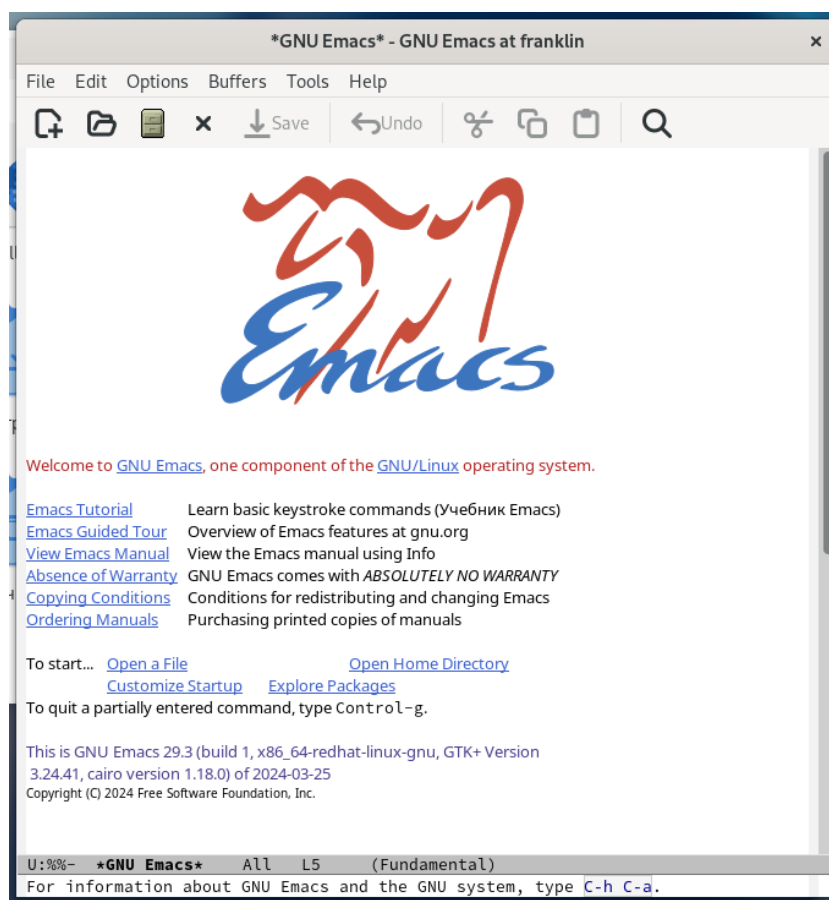 *GNU Emacs* - GNU Emacs at franklin ×
File Edit Options Buffers Tools Help
Save Undo
Emacs
Welcome to GNU Emacs, one component of the GNU/Linux operating system.
Emacs Tutorial Learn basic keystroke commands (Учебник Emacs)
Emacs Guided Tour Overview of Emacs features at gnu.org
View Emacs Manual View the Emacs manual using Info
Absence of Warranty GNU Emacs comes with ABSOLUTELY NO WARRANTY
Copying Conditions Conditions for redistributing and changing Emacs
Ordering Manuals Purchasing printed copies of manuals
To start... Open a File Open Home Directory
Customize Startup Explore Packages
To quit a partially entered command, type Control-g.
This is GNU Emacs 29.3 (build 1, x86_64-redhat-linux-gnu, GTK+ Version
3.24.41, cairo version 1.18.0) of 2024-03-25
Copyright (C) 2024 Free Software Foundation, Inc.
U:%%- *GNU Emacs* All L5 (Fundamental)
For information about GNU Emacs and the GNU system, type C-h C-a.